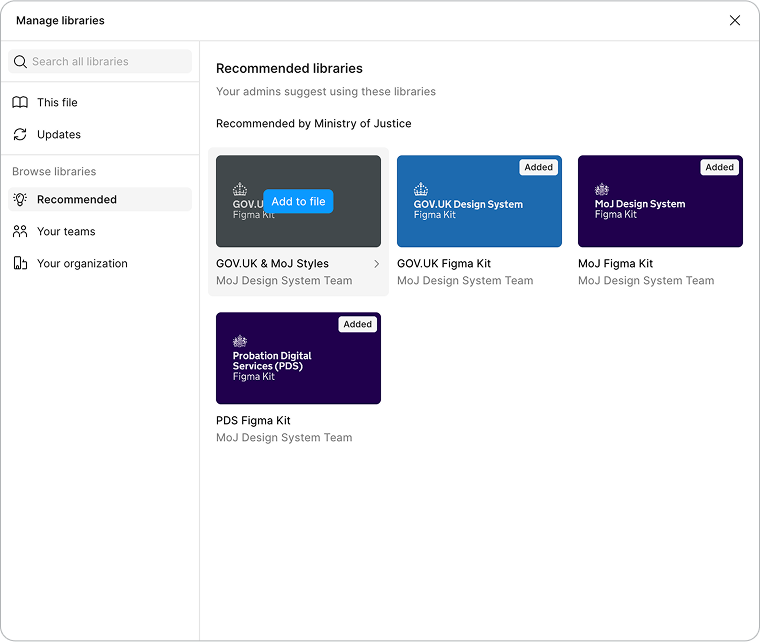 Manage libraries
Search all libraries
This file
Updates
Browse libraries
Recommended
Your teams
Your organization
Recommended libraries
Your admins suggest using these libraries
Recommended by Ministry of Justice
GOV.U
Add to file
Figma Kit
GOV.UK & MoJ Styles
MoJ Design System Team
Added
GOV.UK Design System
Figma Kit
GOV.UK Figma Kit
MoJ Design System Team
Added
MoJ Design System
Figma Kit
MoJ Figma Kit
MoJ Design System Team
Added
Probation Digital
Services (PDS)
Figma Kit
PDS Figma Kit
MoJ Design System Team